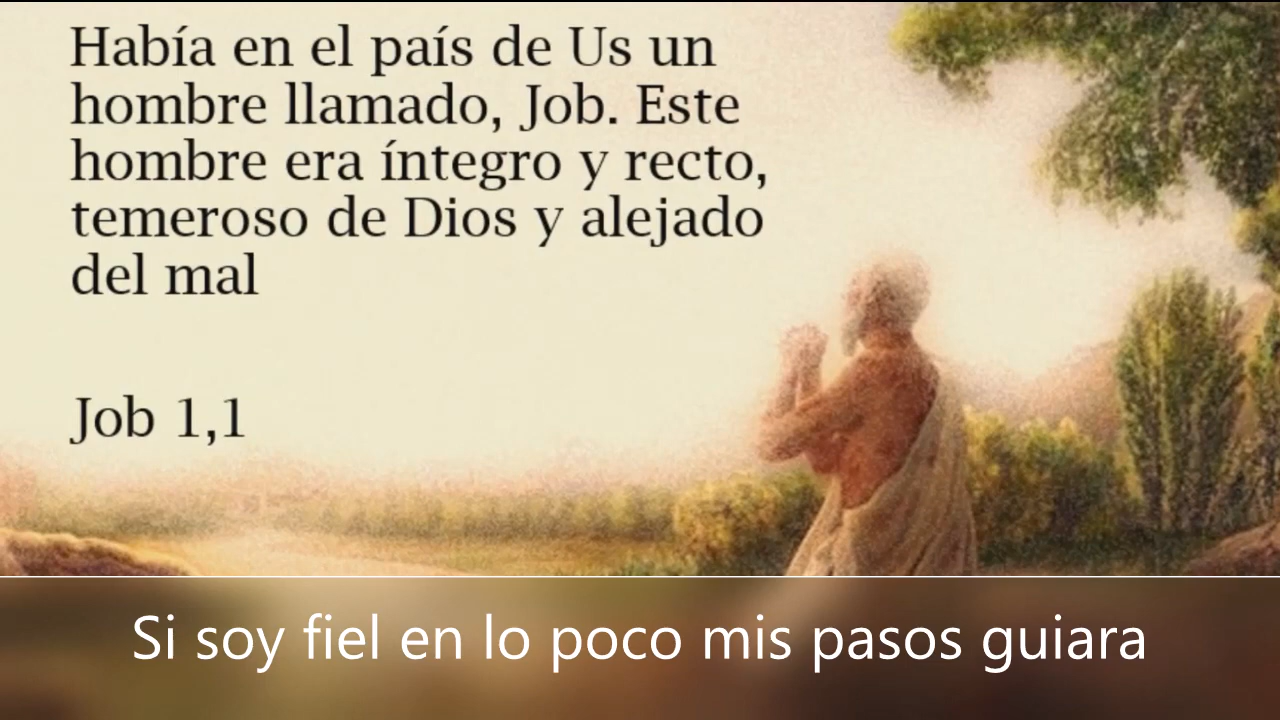 Había en el país de Us un
hombre llamado, Job. Este
hombre era íntegro y recto,
temeroso de Dios y alejado
del mal
Job 1,1
Si soy fiel en lo poco mis pasos guiara